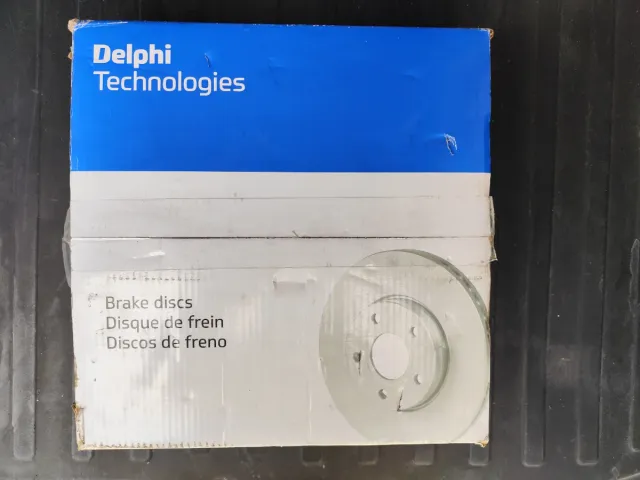 Delphi
Technologies
Brake discs
Disque de frein
Discos de freno